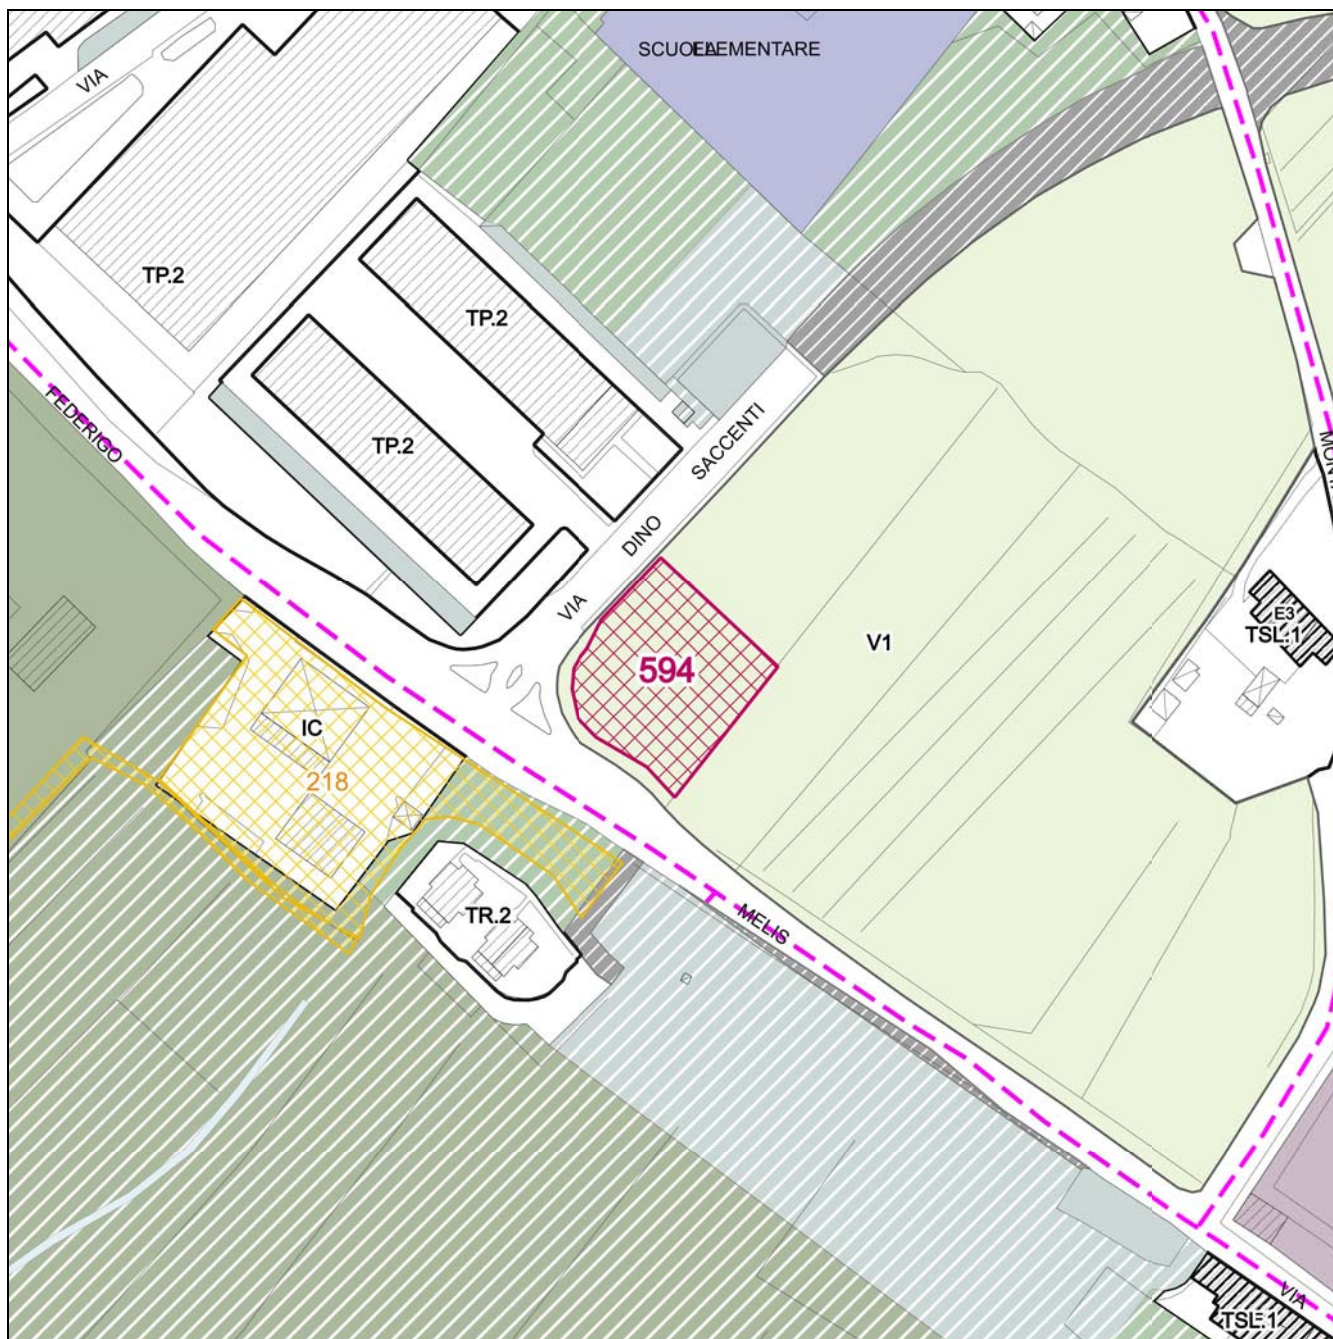 SCUOLA ELEMENTARE
VIA
TP.2
TP.2
TP.2
FEDERIGO
SACCENTI
DINO
VIA
E3
TSL.1
594
V1
IC
218
TR.2
MELIS
VIA
TSL.1